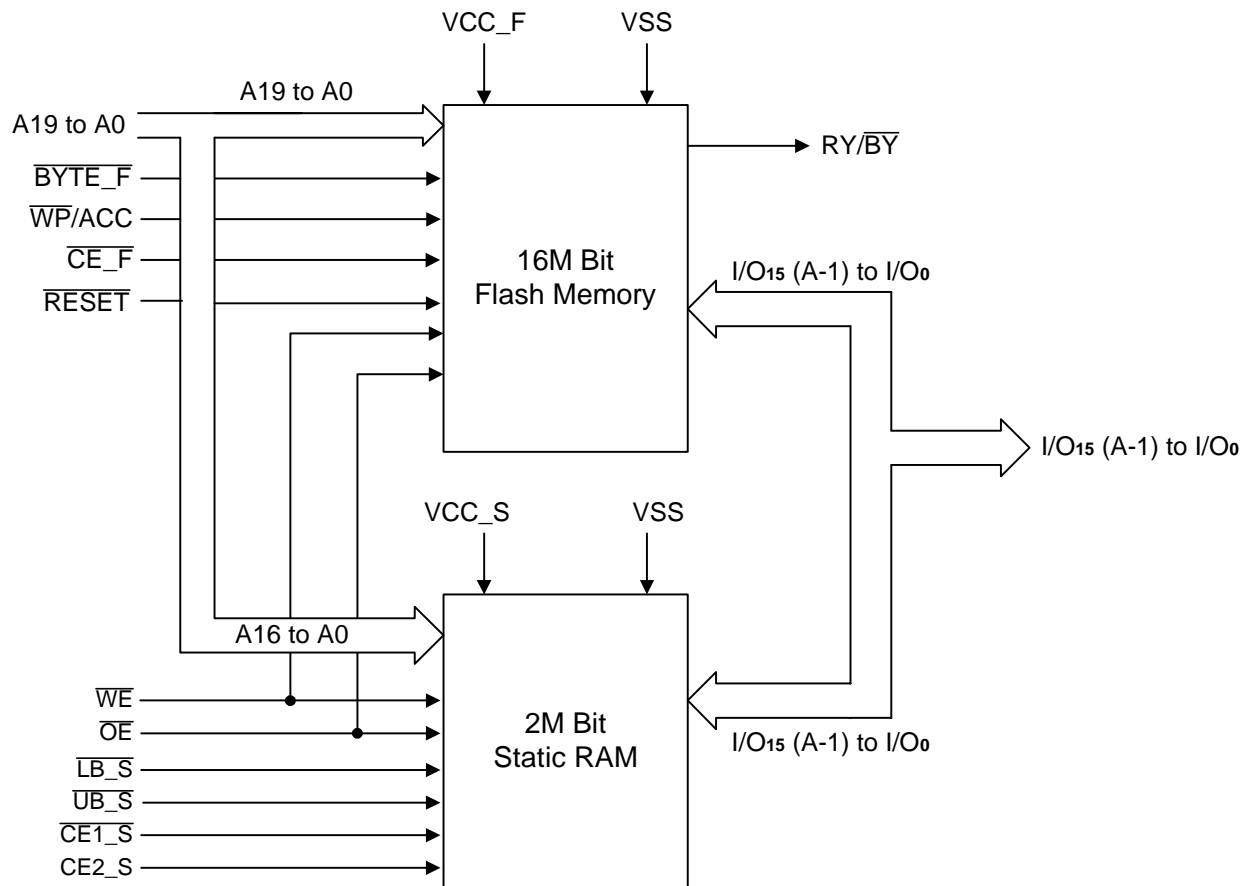 VCC_F
VSS
A19 to A0
A19 to A0
BYTE_F
WP/ACC
CE_F
RESET
16M Bit
Flash Memory
RY/BY
I/O15 (A-1) to I/O0
I/O15 (A-1) to I/O0
VCC_S
VSS
A16 to A0
WE
OE
LB_S
UB_S
CE1_S
CE2_S
2M Bit
Static RAM
I/O15 (A-1) to I/O0